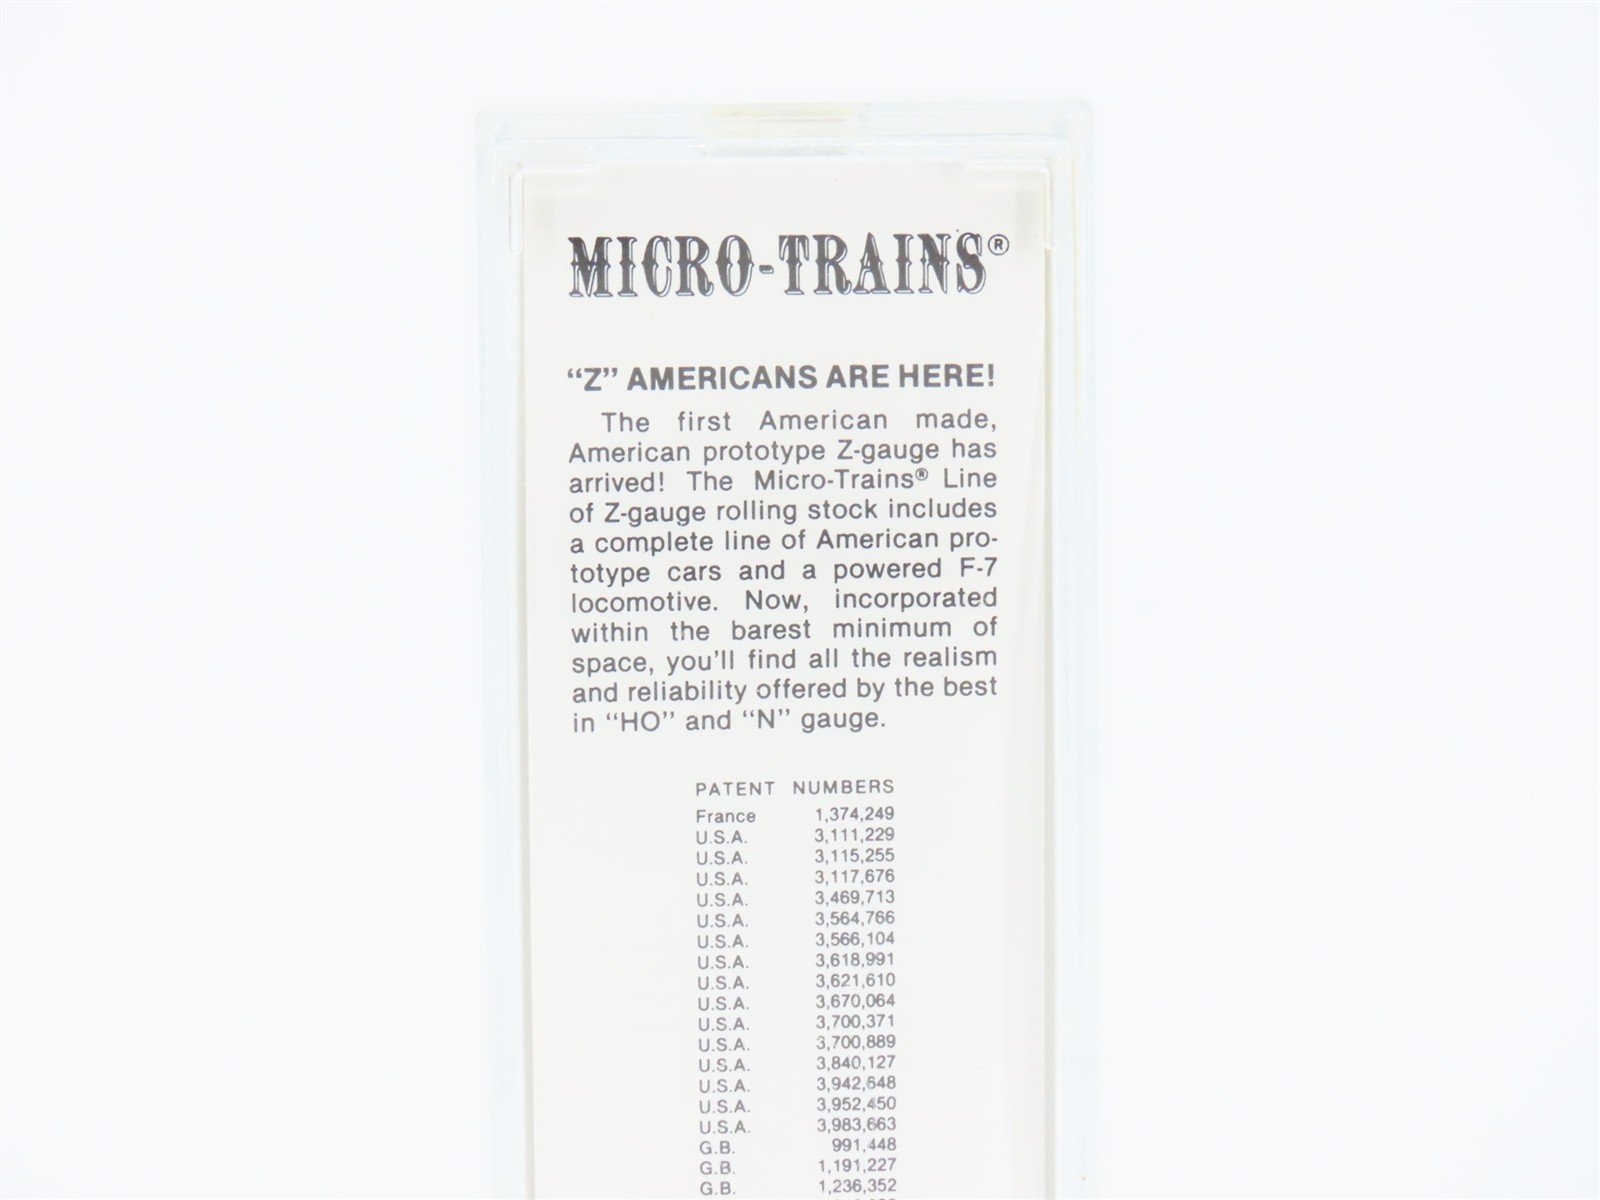 MICRO-TRAINS®
“Z” AMERICANS ARE HERE!
The first American made,
American prototype Z-gauge has
arrived! The Micro-Trains® Line
of Z-gauge rolling stock includes
a complete line of American pro-
totype cars and a powered F-7
locomotive. Now, incorporated
within the barest minimum of
space, you'll find all the realism
and reliability offered by the best
in “HO” and “N” gauge.
PATENT NUMBERS
France 1,374,249
U.S.A. 3,111,229
U.S.A. 3,115,255
U.S.A. 3,117,676
U.S.A. 3,469,713
U.S.A. 3,564,766
U.S.A. 3,566,104
U.S.A. 3,618,991
U.S.A. 3,621,610
U.S.A. 3,670,064
U.S.A. 3,700,371
U.S.A. 3,700,889
U.S.A. 3,840,127
U.S.A. 3,942,648
U.S.A. 3,952,450
U.S.A. 3,983,663
G.B. 991,448
G.B. 1,191,227
G.B. 1,236,352